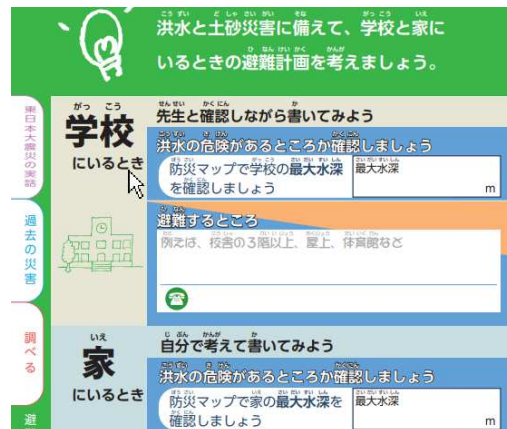 洪水と土砂災害に備えて、学校と家に
いるときの避難計画を考えましょう。
東日本大震災の実話
過去の災害
調べる
避
学校
にいるとき
先生と確認しながら書いてみよう
洪水の危険があるところか確認しましょう
防災マップで学校の最大水深
を確認しましょう
最大水深
m
避難するところ
例えば、校舎の3階以上、屋上、体育館など
家
にいるとき
自分で考えて書いてみよう
洪水の危険があるところか確認しましょう
防災マップで家の最大水深を
確認しましょう
最大水深
m